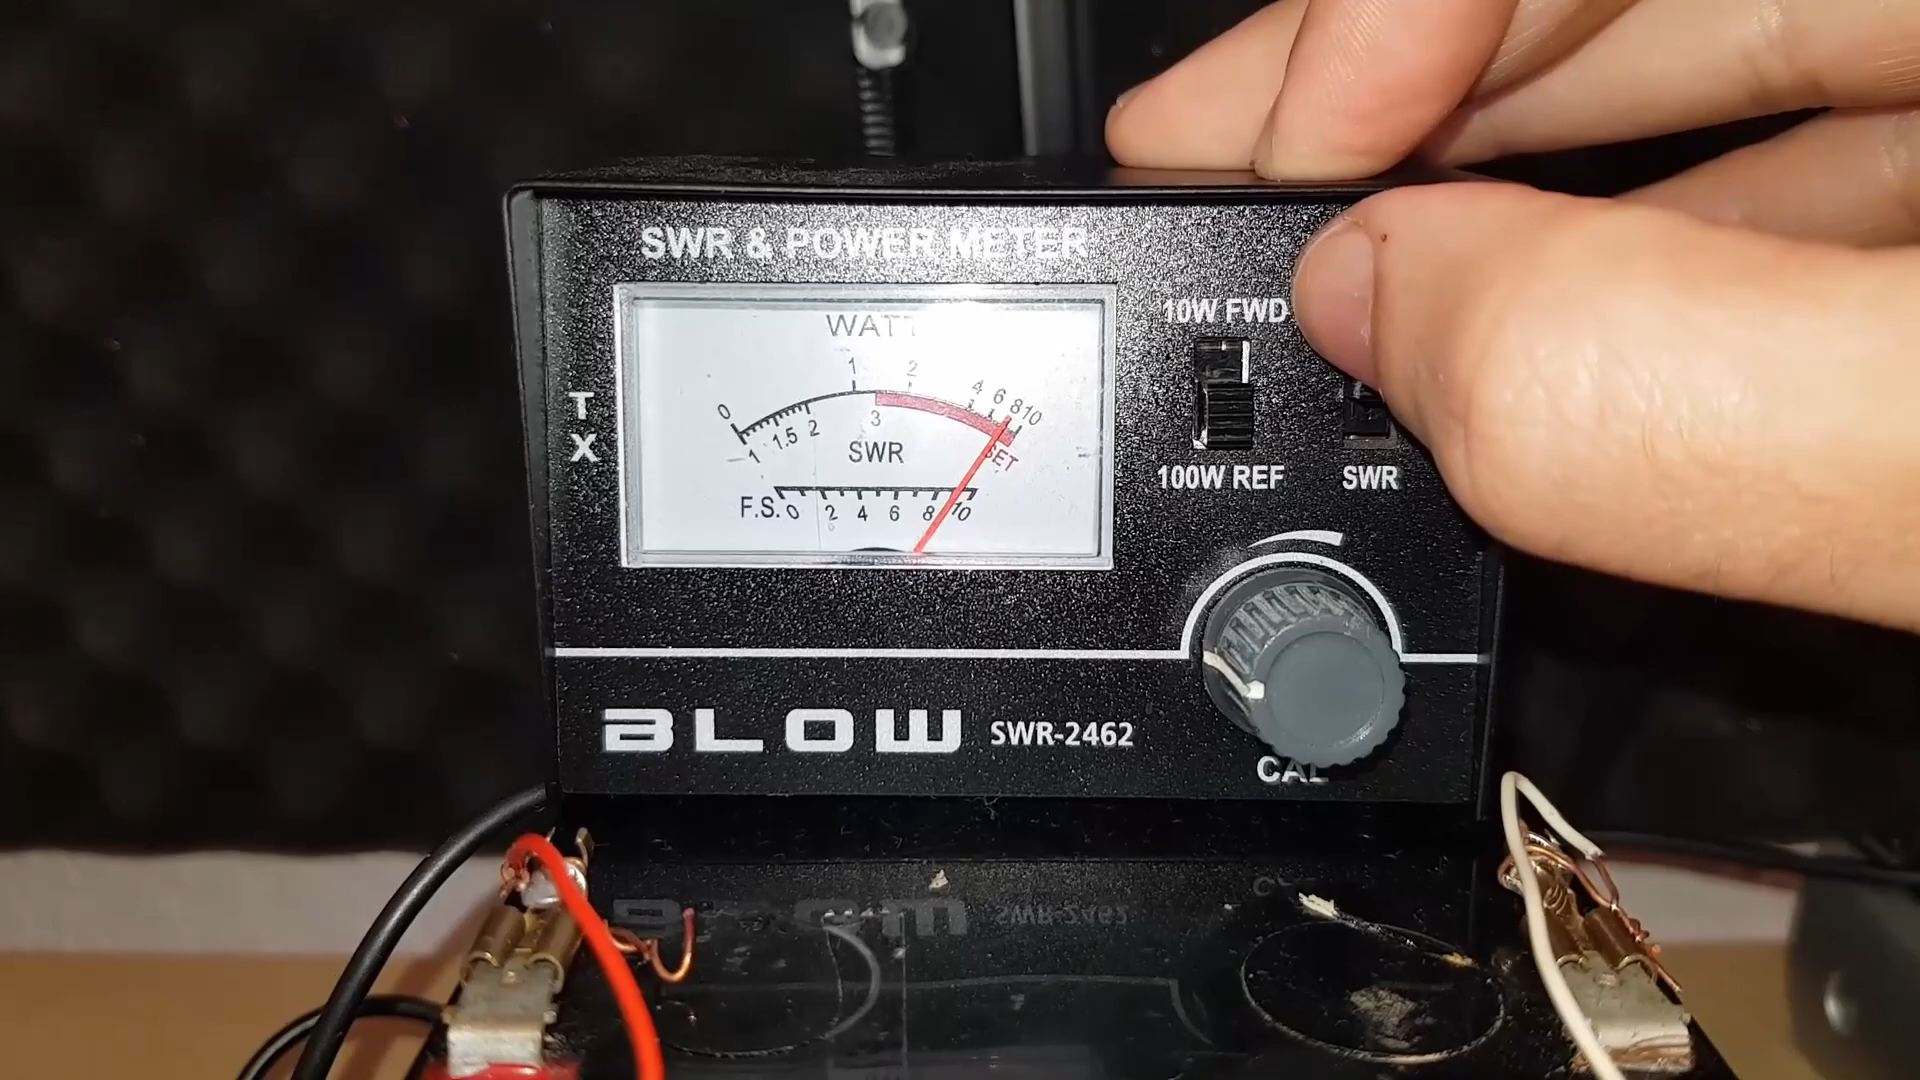 SWR & POWER METER
WATT
0 1 2 4 6 8 10
1 1.5 2 3
SWR
SET
F.S. 0 2 4 6 8 10
TX
10W FWD
100W REF
SWR
CAL
BLOW SWR-2462